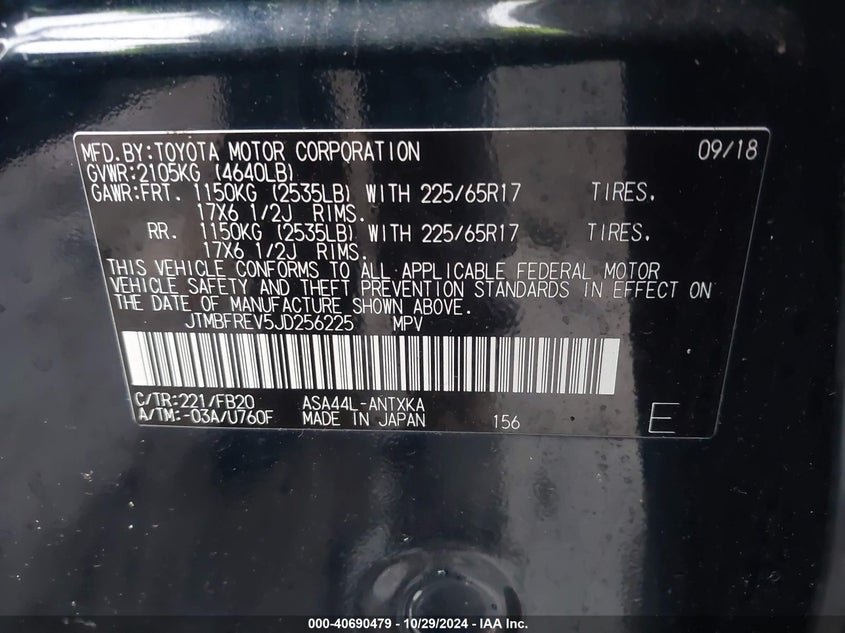 MFD.BY:TOYOTA MOTOR CORPORATION 09/18
GVWR:2105KG (4640LB)
GAWR:FRT. 1150KG (2535LB) WITH 225/65R17 TIRES.
17X6 1/2J RIMS.
RR. 1150KG (2535LB) WITH 225/65R17 TIRES.
17X6 1/2J RIMS.
THIS VEHICLE CONFORMS TO ALL APPLICABLE FEDERAL MOTOR
VEHICLE SAFETY AND THEFT PREVENTION STANDARDS IN EFFECT ON
THE DATE OF MANUFACTURE SHOWN ABOVE.
JTMBFREV5JD256225 MPV
C/TR:221/FB20 ASA44L-ANTXKA
A/TM:-03A/U760F MADE IN JAPAN 156 E
000-40690479 - 10/29/2024 - IAA Inc.